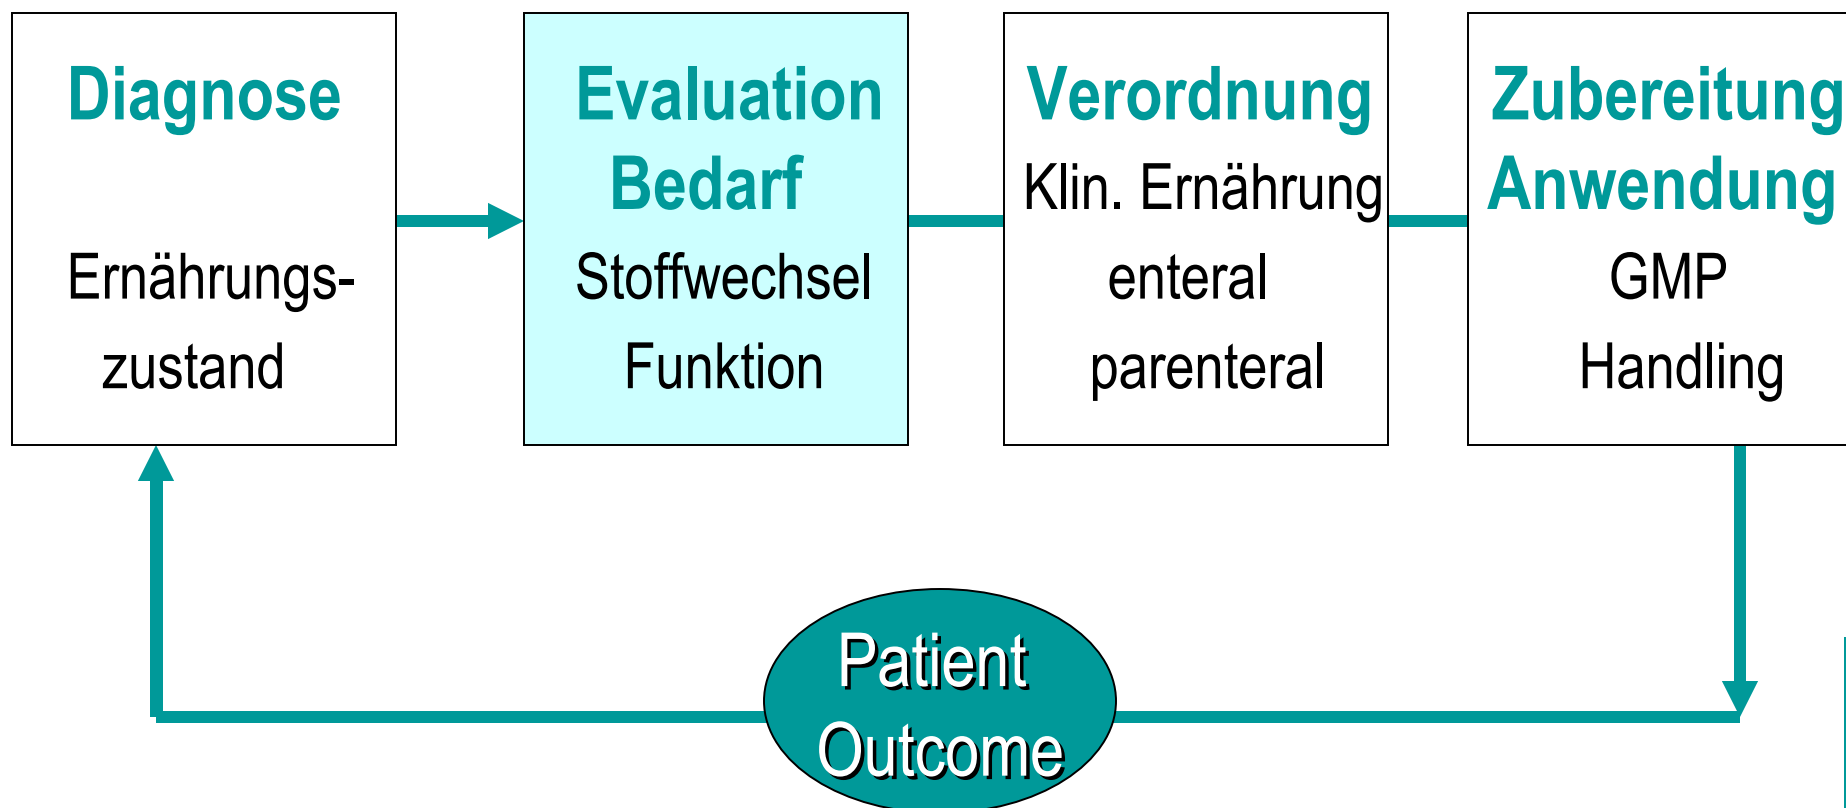 Diagnose
Ernährungs-
zustand
Evaluation
Bedarf
Stoffwechsel
Funktion
Verordnung
Klin. Ernährung
enteral
parenteral
Zubereitung
Anwendung
GMP
Handling
Patient
Outcome